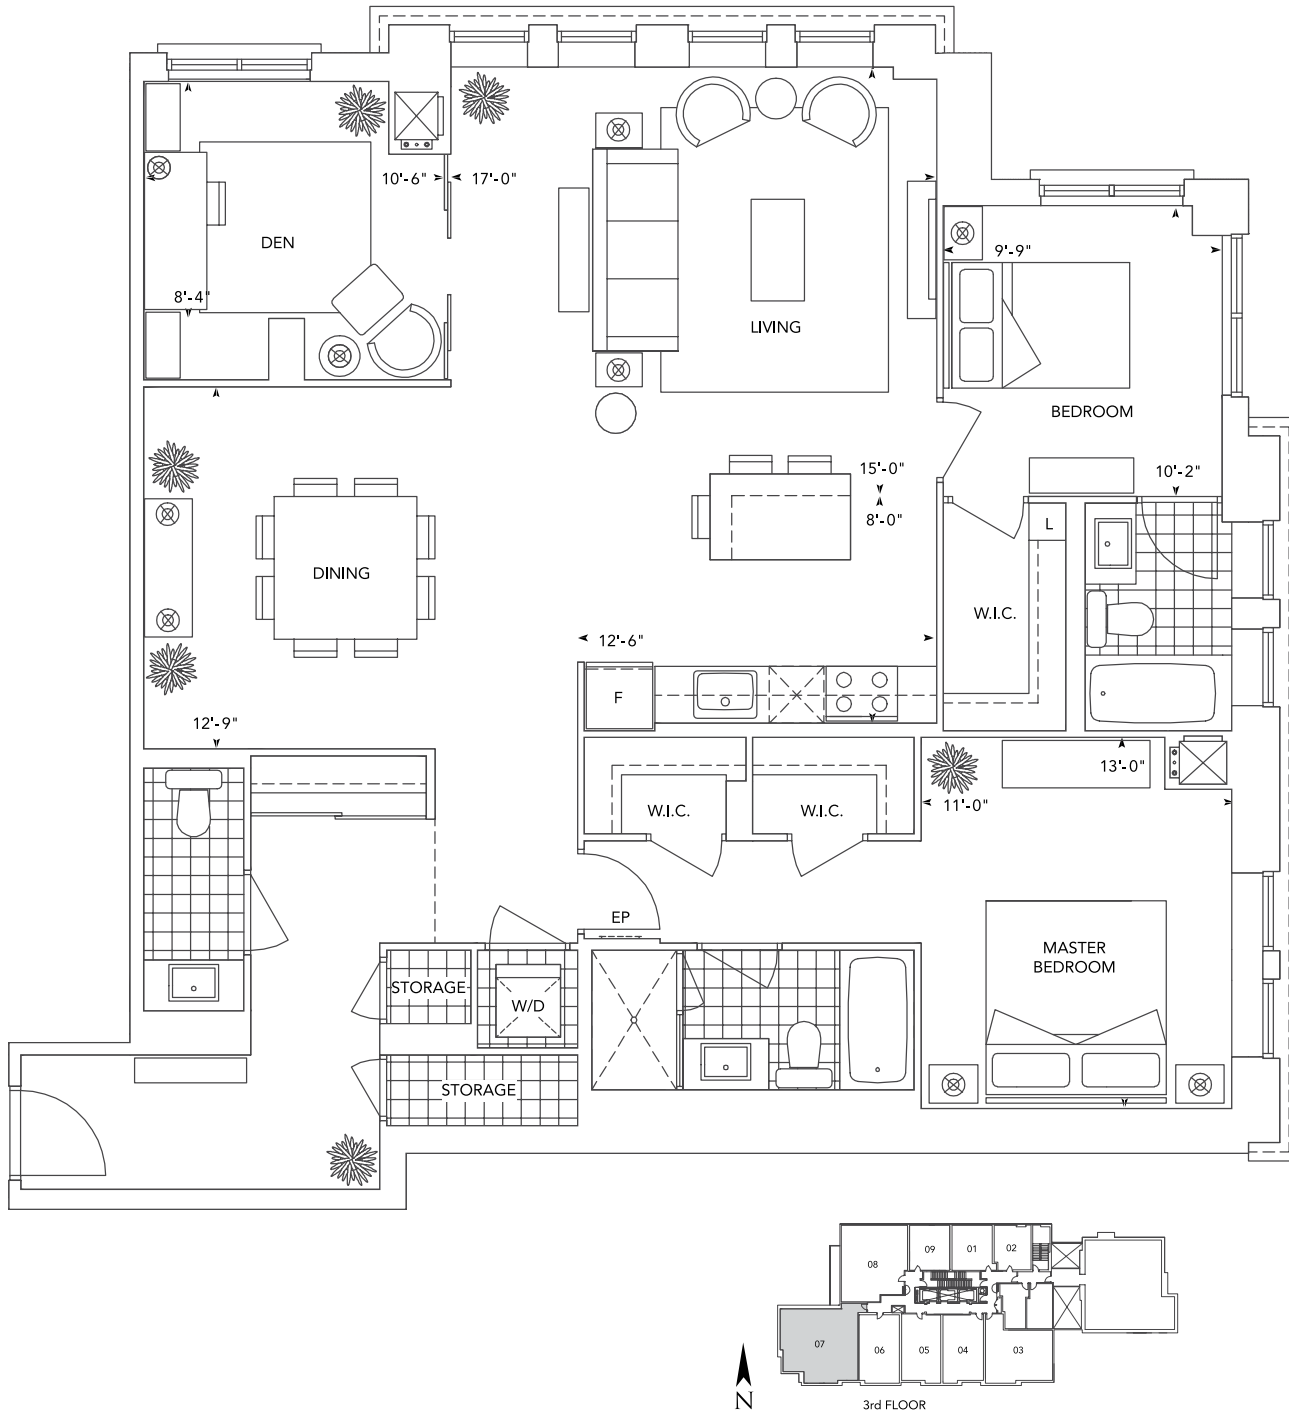 10'-6"
17'-0"
DEN
9'-9"
8'-4"
LIVING
BEDROOM
15'-0"
10'-2"
8'-0"
L
DINING
W.I.C.
12'-6"
F
12'-9"
13'-0"
11'-0"
W.I.C.
W.I.C.
EP
MASTER
BEDROOM
STORAGE
W/D
STORAGE
09
01
02
08
07
06
05
04
03
N
3rd FLOOR